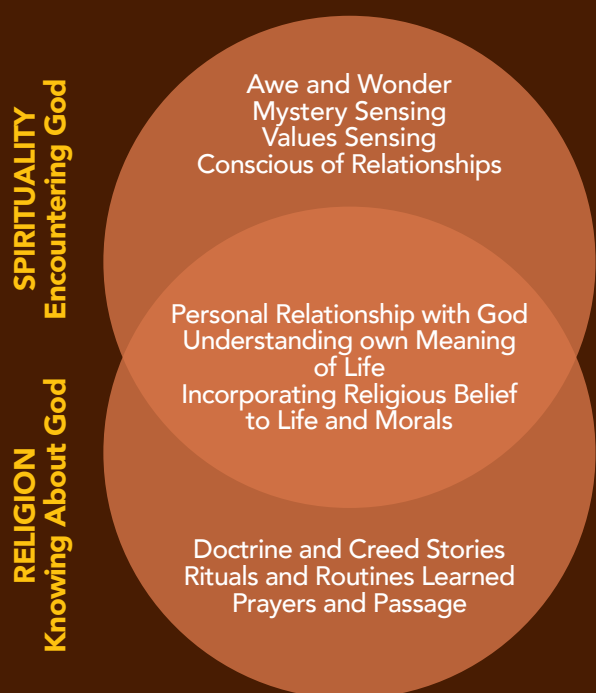 SPIRITUALITY
Encountering God
Awe and Wonder
Mystery Sensing
Values Sensing
Conscious of Relationships
Personal Relationship with God
Understanding own Meaning
of Life
Incorporating Religious Belief
to Life and Morals
RELIGION
Knowing About God
Doctrine and Creed Stories
Rituals and Routines Learned
Prayers and Passage